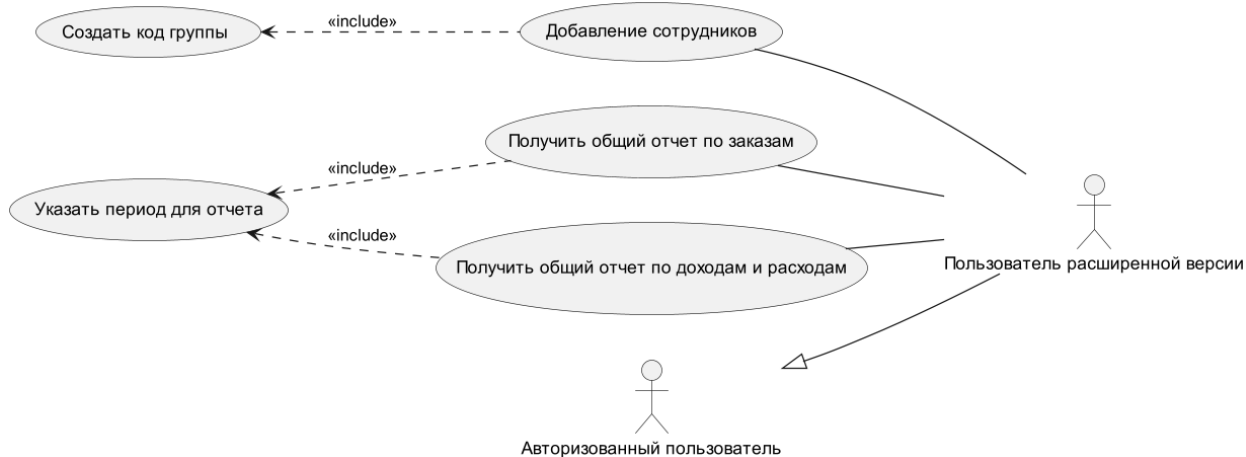 Создать код группы
«include»
Добавление сотрудников
Получить общий отчет по заказам
«include»
Указать период для отчета
«include»
Получить общий отчет по доходам и расходам
Пользователь расширенной версии
Авторизованный пользователь